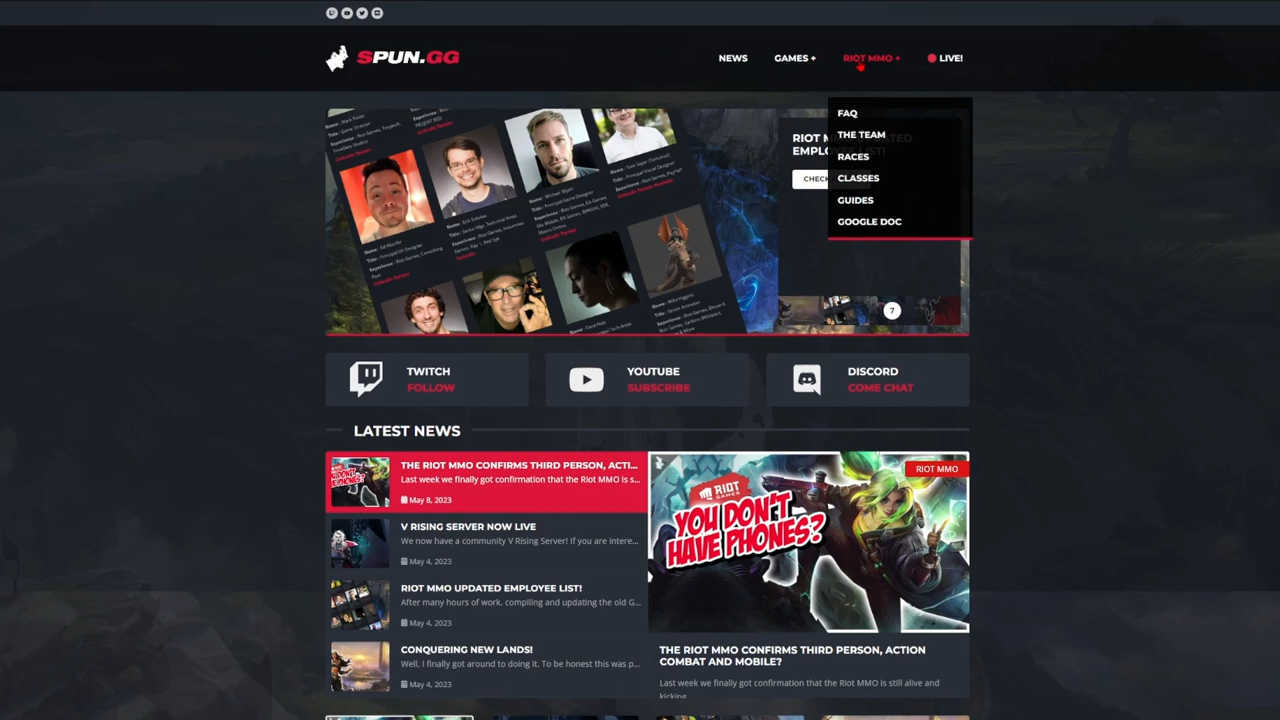 SPUN.GG
NEWS
GAMES +
RIOT MMO +
LIVE!
FAQ
THE TEAM
RACES
CLASSES
GUIDES
GOOGLE DOC
RIOT M
EMPLO
CHECK
7
TWITCH
FOLLOW
YOUTUBE
SUBSCRIBE
DISCORD
COME CHAT
LATEST NEWS
THE RIOT MMO CONFIRMS THIRD PERSON, ACTI...
Last week we finally got confirmation that the Riot MMO is s...
May 8, 2023
V RISING SERVER NOW LIVE
We now have a community V Rising Server! If you are intere...
May 4, 2023
RIOT MMO UPDATED EMPLOYEE LIST!
After many hours of work, compiling and updating the old G...
May 4, 2023
CONQUERING NEW LANDS!
Well, I finally got around to doing it. To be honest this was p...
May 4, 2023
RIOT MMO
RIOT
GAMES
YOU DON'T
HAVE PHONES?
THE RIOT MMO CONFIRMS THIRD PERSON, ACTION
COMBAT AND MOBILE?
Last week we finally got confirmation that the Riot MMO is still alive and
kicking